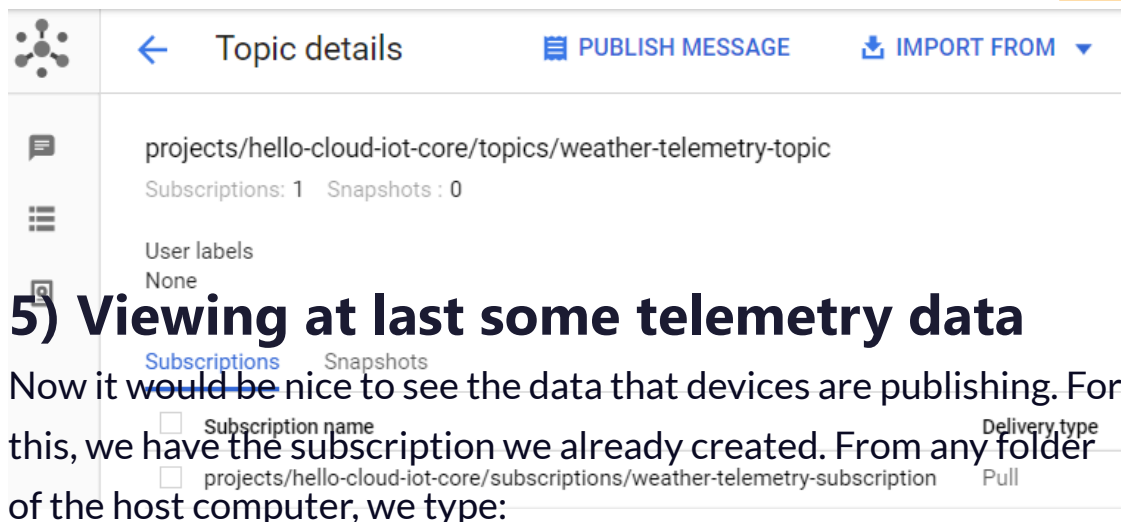 Topic details
PUBLISH MESSAGE
IMPORT FROM
projects/hello-cloud-iot-core/topics/weather-telemetry-topic
Subscriptions: 1 Snapshots : 0
User labels
None
5) Viewing at last some telemetry data
Subscriptions Snapshots
Now it would be nice to see the data that devices are publishing. For
Subscription name Delivery type
this, we have the subscription we already created. From any folder
projects/hello-cloud-iot-core/subscriptions/weather-telemetry-subscription Pull
of the host computer, we type: